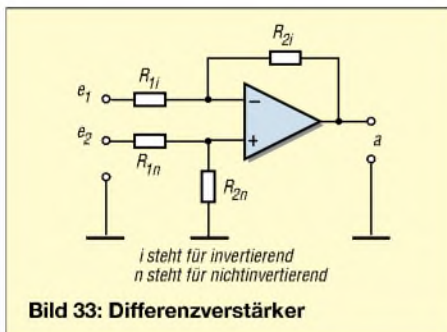 R2i
e1
R1i
−
e2
+
a
R1n
R2n
i steht für invertierend
n steht für nichtinvertierend
Bild 33: Differenzverstärker